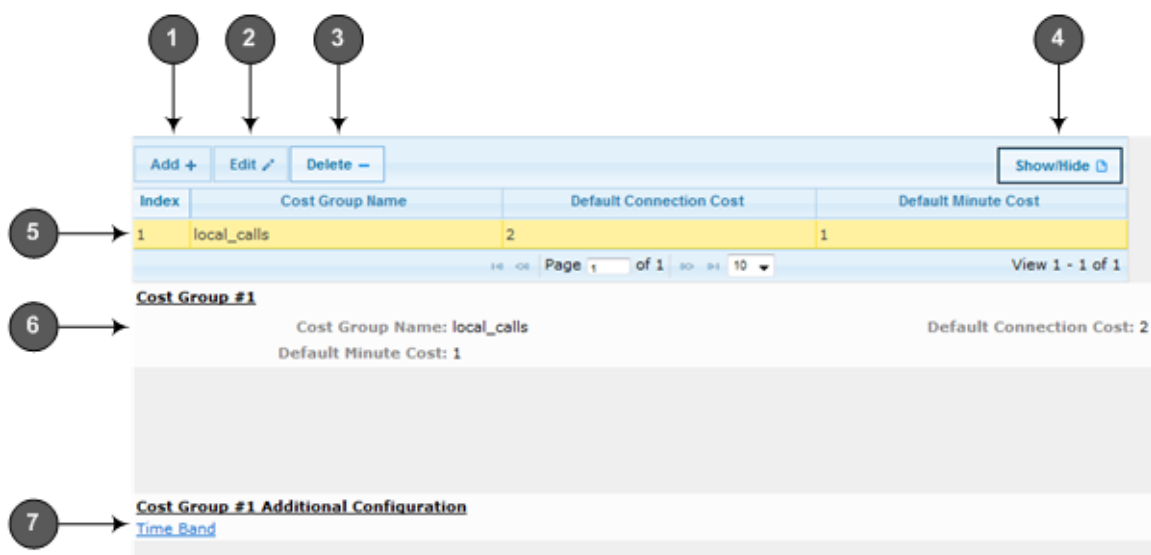 1 2 3 4
Add + Edit Delete – Show/Hide
Index Cost Group Name Default Connection Cost Default Minute Cost
5 1 local_calls 2 1
Page 1 of 1 10 View 1 - 1 of 1
Cost Group #1
6 Cost Group Name: local_calls Default Connection Cost: 2
Default Minute Cost: 1
Cost Group #1 Additional Configuration
7 Time Band